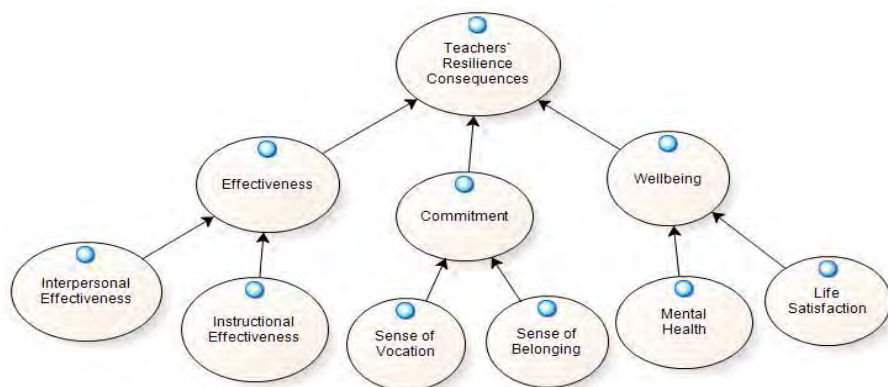 Teachers'
Resilience
Consequences
Effectiveness
Commitment
Wellbeing
Interpersonal
Effectiveness
Instructional
Effectiveness
Sense of
Vocation
Sense of
Belonging
Mental
Health
Life
Satisfaction